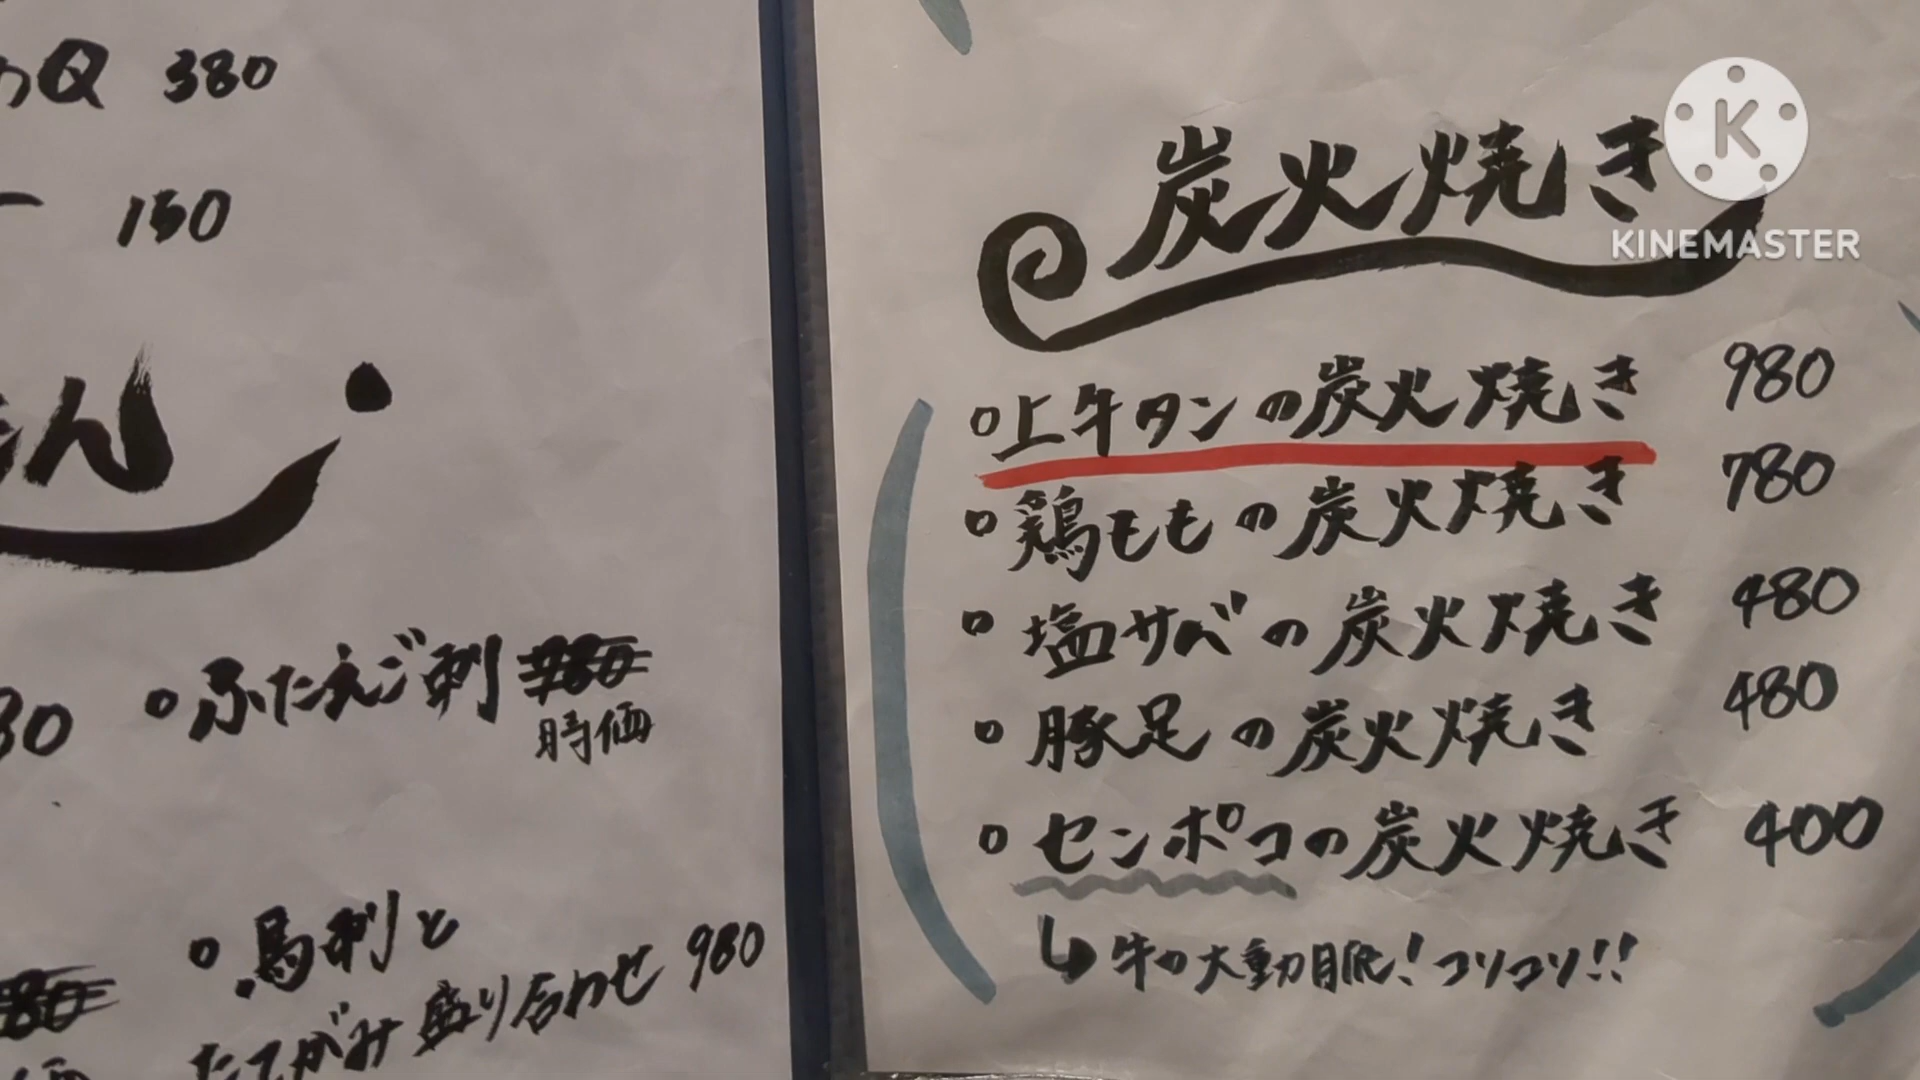 Q 380
150
ん
30
ふたえご刺
時価
馬刺と
たてがみ盛り合わせ 980
炭火焼き
上牛タンの炭火焼き 980
鶏ももの炭火焼き 780
塩サバの炭火焼き 480
豚足の炭火焼き 480
センポコの炭火焼き 400
牛の大動脈!コリコリ!!
K
KINEMASTER